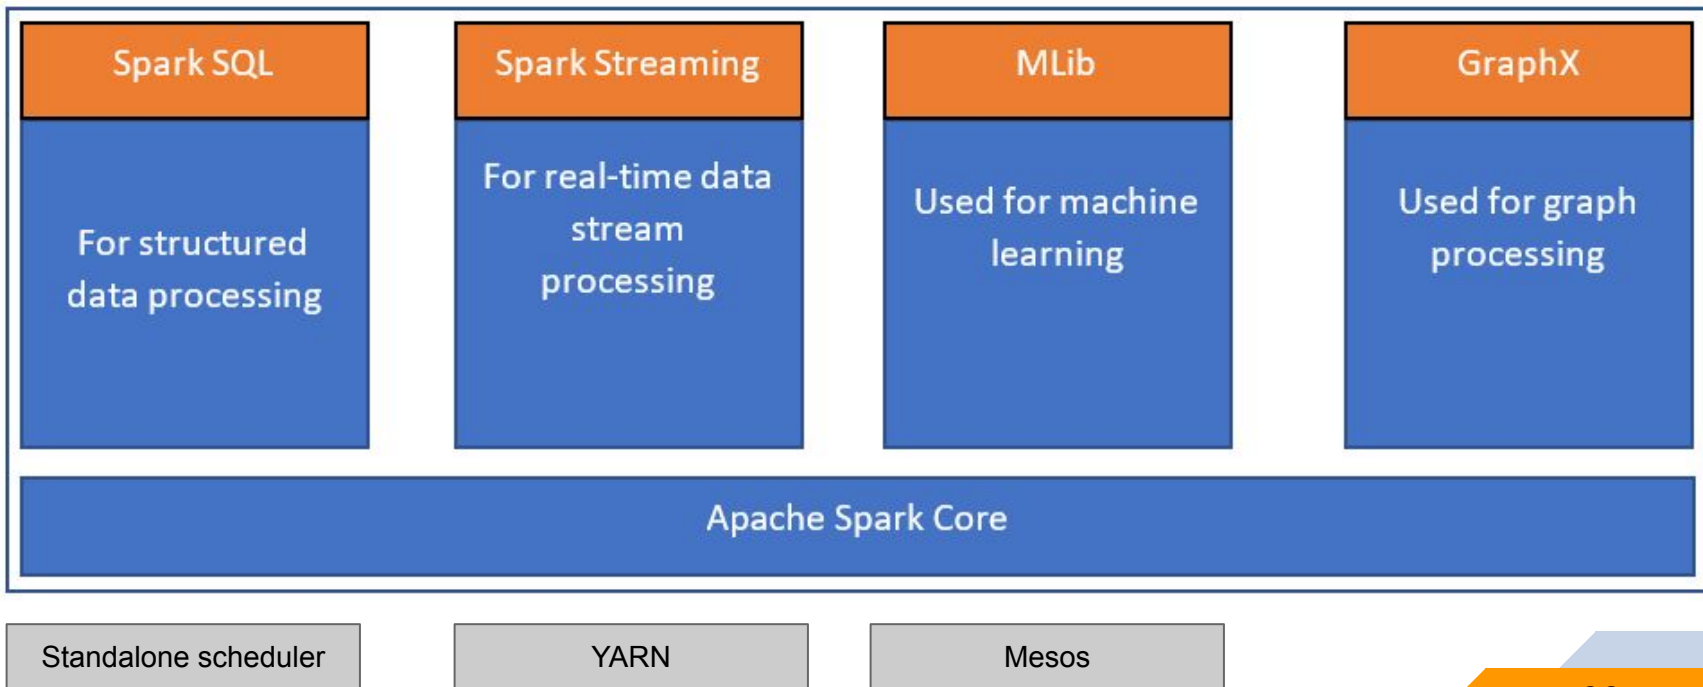 Spark SQL
Spark Streaming
MLib
GraphX
For structured
data processing
For real-time data
stream
processing
Used for machine
learning
Used for graph
processing
Apache Spark Core
Standalone scheduler
YARN
Mesos